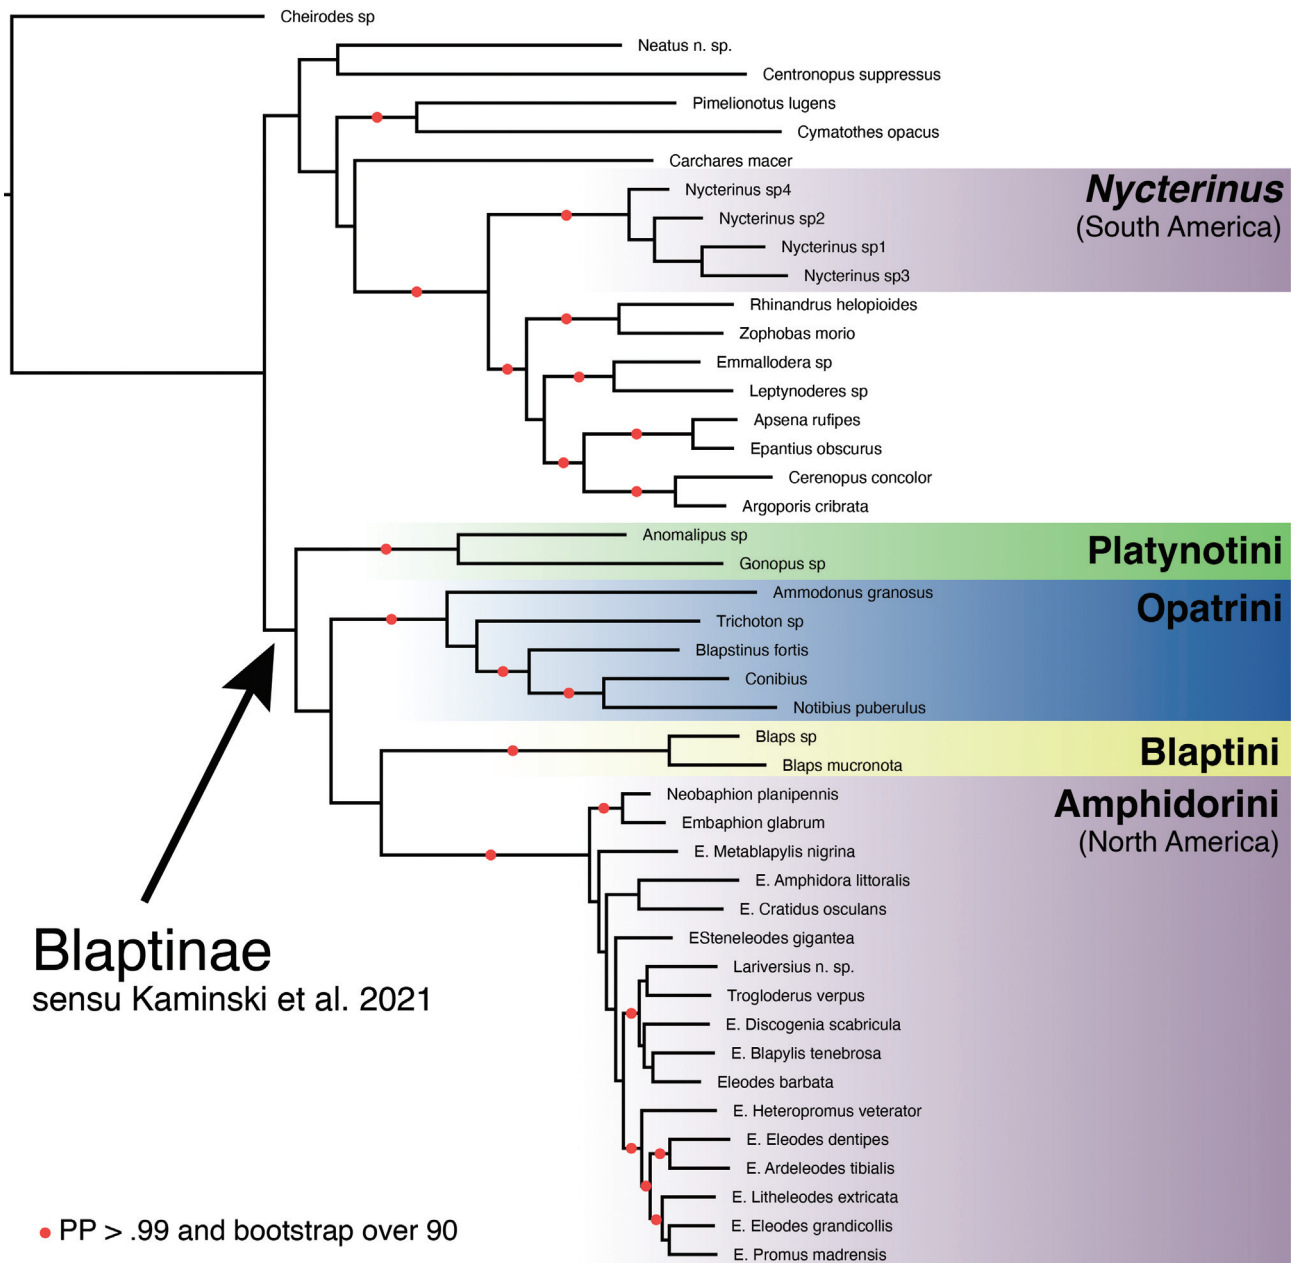 Cheirodes sp
Neatus n. sp.
Centronopus suppressus
Pimelionotus lugens
Cymatothes opacus
Carchares macer
Nycterinus sp4
Nycterinus
Nycterinus sp2
(South America)
Nycterinus sp1
Nycterinus sp3
Rhinandrus helopioides
Zophobas morio
Emmallodera sp
Leptynoderes sp
Apsena rufipes
Epantius obscurus
Cerenopus concolor
Argoporis cribrata
Anomalipus sp
Platynotini
Gonopus sp
Ammodonus granosus
Opatrini
Trichoton sp
Blapstinus fortis
Conibius
Notibius puberulus
Blaps sp
Blaptini
Blaps mucronota
Neobaphion planipennis
Amphidorini
Embaphion glabrum
(North America)
E. Metablapylis nigrina
E. Amphidora littoralis
E. Cratidus osculans
ESteneleodes gigantea
Lariversius n. sp.
Trogloderus verpus
E. Discogenia scabricula
E. Blapylis tenebrosa
Eleodes barbata
E. Heteropromus veterator
E. Eleodes dentipes
E. Ardeleodes tibialis
E. Litheleodes extricata
E. Eleodes grandicollis
E. Promus madrensis
Blaptinae
sensu Kaminski et al. 2021
PP > .99 and bootstrap over 90